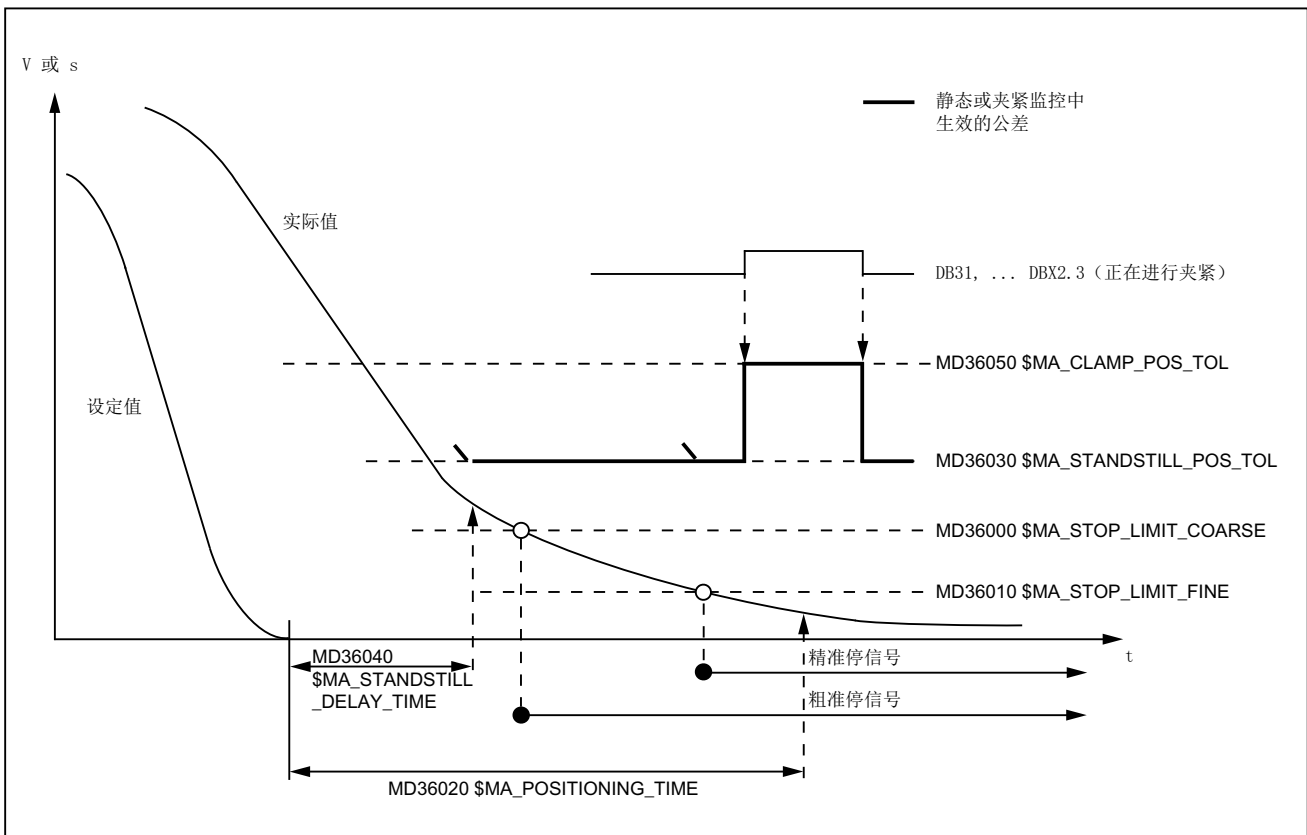 V 或 s
静态或夹紧监控中
生效的公差
实际值
DB31, ... DBX2.3（正在进行夹紧）
MD36050 $MA_CLAMP_POS_TOL
设定值
MD36030 $MA_STANDSTILL_POS_TOL
MD36000 $MA_STOP_LIMIT_COARSE
MD36010 $MA_STOP_LIMIT_FINE
t
MD36040
$MA_STANDSTILL
_DELAY_TIME
精准停信号
粗准停信号
MD36020 $MA_POSITIONING_TIME